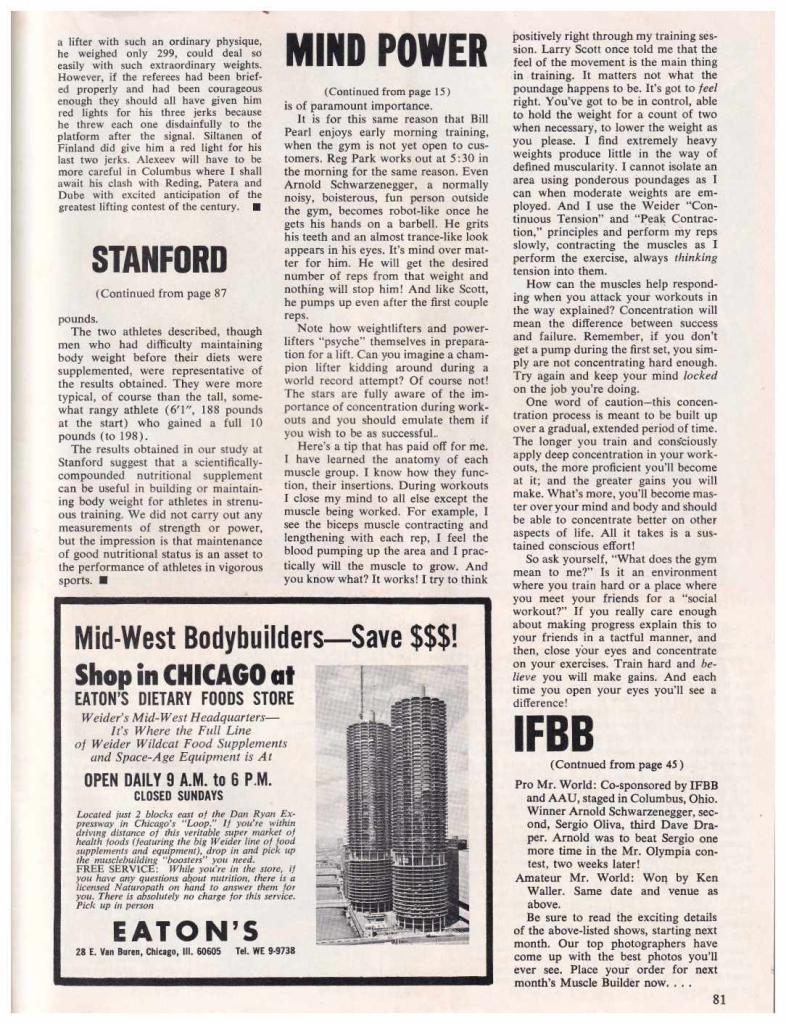 a lifter with such an ordinary physique,
he weighed only 299, could deal so
easily with such extraordinary weights.
However, if the referees had been brief-
ed properly and had been courageous
enough they should all have given him
red lights for his three jerks because
he threw each one disdainfully to the
platform after the signal. Siltanen of
Finland did give him a red light for his
last two jerks. Alexeev will have to be
more careful in Columbus where I shall
await his clash with Reding, Patera and
Dube with excited anticipation of the
greatest lifting contest of the century. ■
STANFORD
(Continued from page 87
pounds.
The two athletes described, though
men who had difficulty maintaining
body weight before their diets were
supplemented, were representative of
the results obtained. They were more
typical, of course than the tall, some-
what rangy athlete (6'1", 188 pounds
at the start) who gained a full 10
pounds (to 198).
The results obtained in our study at
Stanford suggest that a scientifically-
compounded nutritional supplement
can be useful in building or maintain-
ing body weight for athletes in strenu-
ous training. We did not carry out any
measurements of strength or power,
but the impression is that maintenance
of good nutritional status is an asset to
the performance of athletes in vigorous
sports. ■
MIND POWER
(Continued from page 15)
is of paramount importance.
It is for this same reason that Bill
Pearl enjoys early morning training,
when the gym is not yet open to cus-
tomers. Reg Park works out at 5:30 in
the morning for the same reason. Even
Arnold Schwarzenegger, a normally
noisy, boisterous, fun person outside
the gym, becomes robot-like once he
gets his hands on a barbell. He grits
his teeth and an almost trance-like look
appears in his eyes. It's mind over mat-
ter for him. He will get the desired
number of reps from that weight and
nothing will stop him! And like Scott,
he pumps up even after the first couple
reps.
Note how weightlifters and power-
lifters "psyche" themselves in prepara-
tion for a lift. Can you imagine a cham-
pion lifter kidding around during a
world record attempt? Of course not!
The stars are fully aware of the im-
portance of concentration during work-
outs and you should emulate them if
you wish to be as successful..
Here's a tip that has paid off for me.
I have learned the anatomy of each
muscle group. I know how they func-
tion, their insertions. During workouts
I close my mind to all else except the
muscle being worked. For example, I
see the biceps muscle contracting and
lengthening with each rep, I feel the
blood pumping up the area and I prac-
tically will the muscle to grow. And
you know what? It works! I try to think
positively right through my training ses-
sion. Larry Scott once told me that the
feel of the movement is the main thing
in training. It matters not what the
poundage happens to be. It's got to feel
right. You've got to be in control, able
to hold the weight for a count of two
when necessary, to lower the weight as
you please. I find extremely heavy
weights produce little in the way of
defined muscularity. I cannot isolate an
area using ponderous poundages as I
can when moderate weights are em-
ployed. And I use the Weider "Con-
tinuous Tension" and "Peak Contrac-
tion," principles and perform my reps
slowly, contracting the muscles as I
perform the exercise, always thinking
tension into them.
How can the muscles help respond-
ing when you attack your workouts in
the way explained? Concentration will
mean the difference between success
and failure. Remember, if you don't
get a pump during the first set, you sim-
ply are not concentrating hard enough.
Try again and keep your mind locked
on the job you're doing.
One word of caution—this concen-
tration process is meant to be built up
over a gradual, extended period of time.
The longer you train and consciously
apply deep concentration in your work-
outs, the more proficient you'll become
at it; and the greater gains you will
make. What's more, you'll become mas-
ter over your mind and body and should
be able to concentrate better on other
aspects of life. All it takes is a sus-
tained conscious effort!
So ask yourself, "What does the gym
mean to me?" Is it an environment
where you train hard or a place where
you meet your friends for a "social
workout?" If you really care enough
about making progress explain this to
your friends in a tactful manner, and
then, close your eyes and concentrate
on your exercises. Train hard and be-
lieve you will make gains. And each
time you open your eyes you'll see a
difference!
IFBB
(Contnued from page 45)
Pro Mr. World: Co-sponsored by IFBB
and AAU, staged in Columbus, Ohio.
Winner Arnold Schwarzenegger, sec-
ond, Sergio Oliva, third Dave Dra-
per. Arnold was to beat Sergio one
more time in the Mr. Olympia con-
test, two weeks later!
Amateur Mr. World: Won by Ken
Waller. Same date and venue as
above.
Be sure to read the exciting details
of the above-listed shows, starting next
month. Our top photographers have
come up with the best photos you'll
ever see. Place your order for next
month's Muscle Builder now. . . .
Mid-West Bodybuilders—Save $$$!
Shop in CHICAGO at
EATON'S DIETARY FOODS STORE
Weider's Mid-West Headquarters—
It's Where the Full Line
of Weider Wildcat Food Supplements
and Space-Age Equipment is At
OPEN DAILY 9 A.M. to 6 P.M.
CLOSED SUNDAYS
Located just 2 blocks east of the Dan Ryan Ex-
pressway in Chicago's "Loop." If you're within
driving distance of this veritable super market of
health foods (featuring the big Weider line of food
supplements and equipment), drop in and pick up
the musclebuilding "boosters" you need.
FREE SERVICE: While you're in the store, if
you have any questions about nutrition, there is a
licensed Naturopath on hand to answer them for
you. There is absolutely no charge for this service.
Pick up in person
EATON'S
28 E. Van Buren, Chicago, Ill. 60605 Tel. WE 9-9738
81